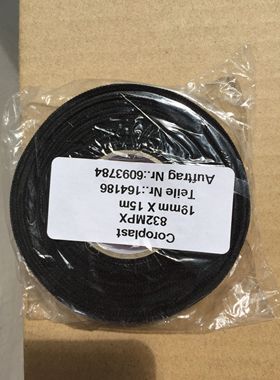 Coroplast
832MPX
19mm X 15m
Teile Nr.:164186
Auftrag Nr.:6093784